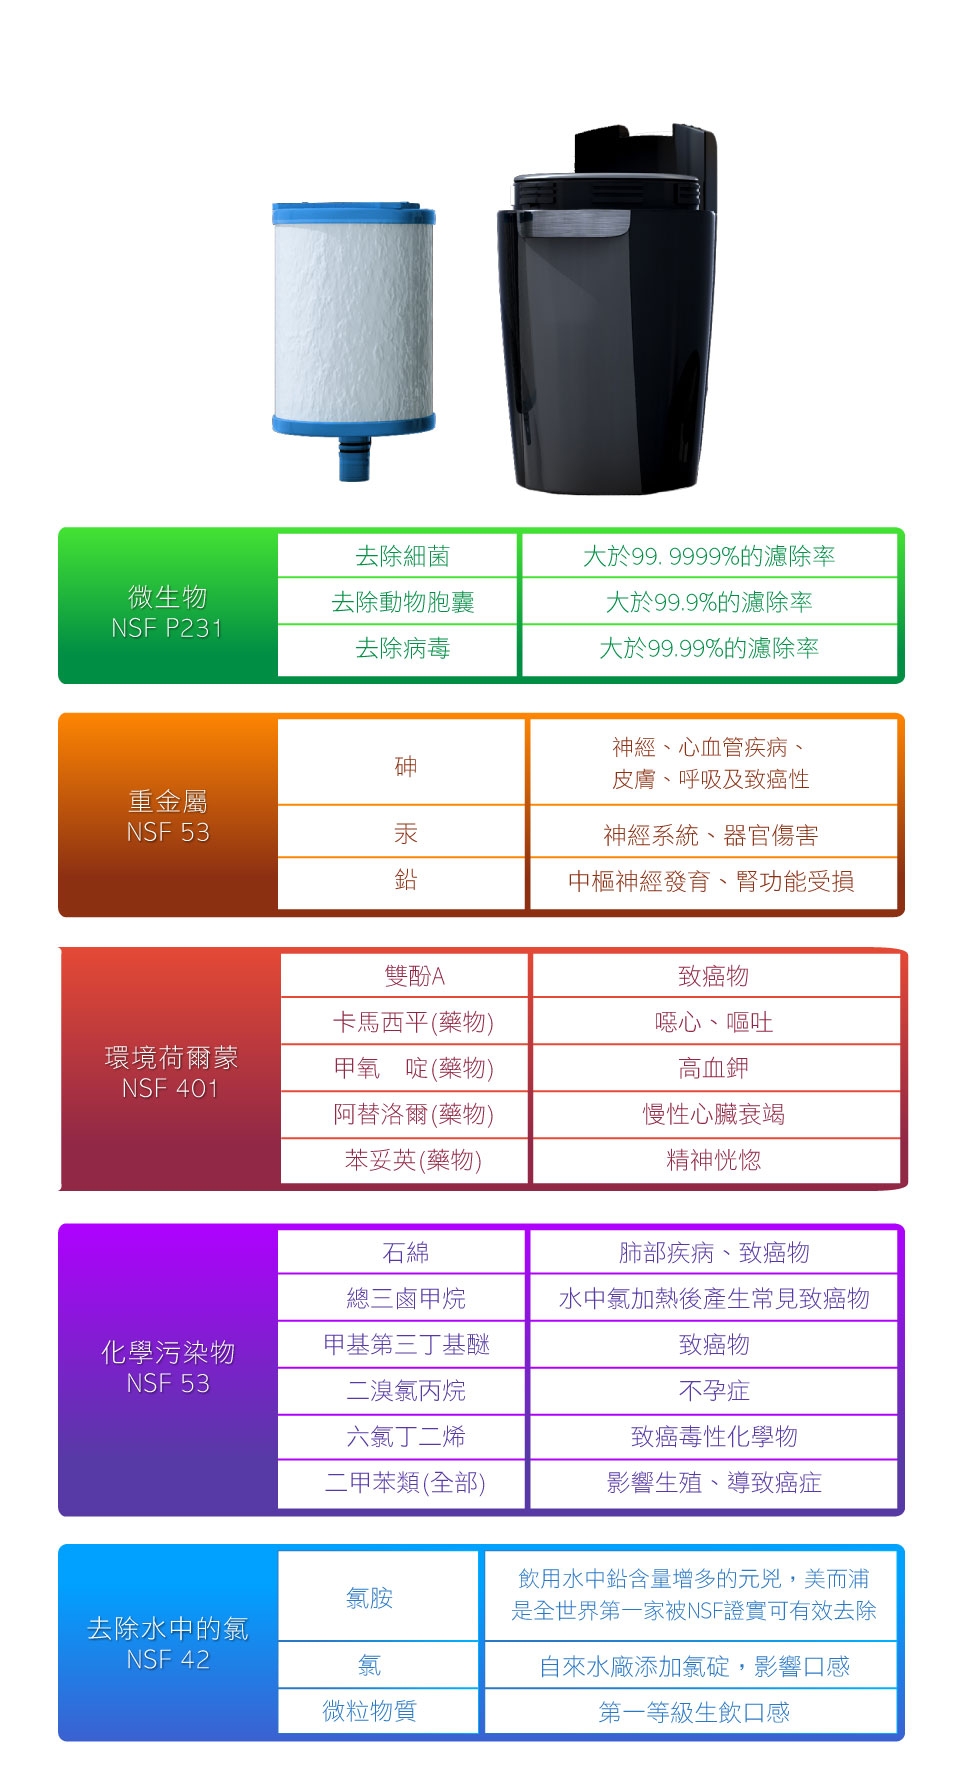 微生物
NSF P231
去除細菌
大於99. 9999%的濾除率
去除動物胞囊
大於99.9%的濾除率
去除病毒
大於99.99%的濾除率
重金屬
NSF 53
砷
神經、心血管疾病、
皮膚、呼吸及致癌性
汞
神經系統、器官傷害
鉛
中樞神經發育、腎功能受損
環境荷爾蒙
NSF 401
雙酚A
致癌物
卡馬西平(藥物)
噁心、嘔吐
甲氧　啶(藥物)
高血鉀
阿替洛爾(藥物)
慢性心臟衰竭
苯妥英(藥物)
精神恍惚
化學污染物
NSF 53
石綿
肺部疾病、致癌物
總三鹵甲烷
水中氯加熱後產生常見致癌物
甲基第三丁基醚
致癌物
二溴氯丙烷
不孕症
六氯丁二烯
致癌毒性化學物
二甲苯類(全部)
影響生殖、導致癌症
去除水中的氯
NSF 42
氯胺
飲用水中鉛含量增多的元兇，美而浦
是全世界第一家被NSF證實可有效去除
氯
自來水廠添加氯碇，影響口感
微粒物質
第一等級生飲口感